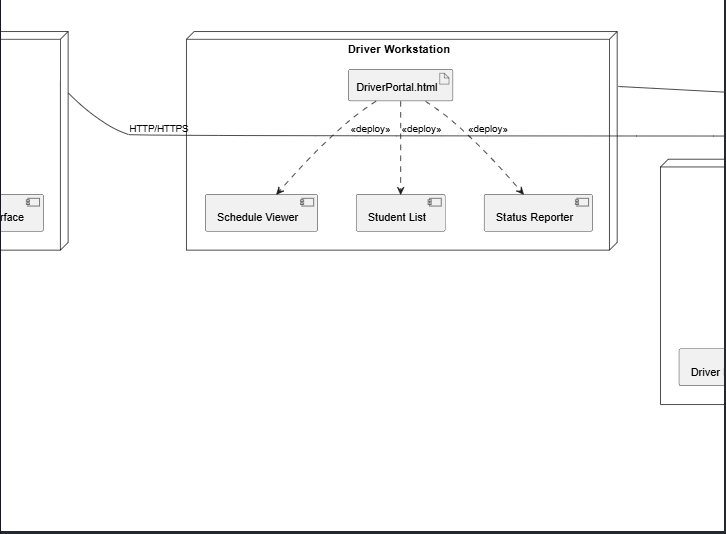 Driver Workstation
DriverPortal.html
HTTP/HTTPS
«deploy» «deploy» «deploy»
rface
Schedule Viewer
Student List
Status Reporter
Driver